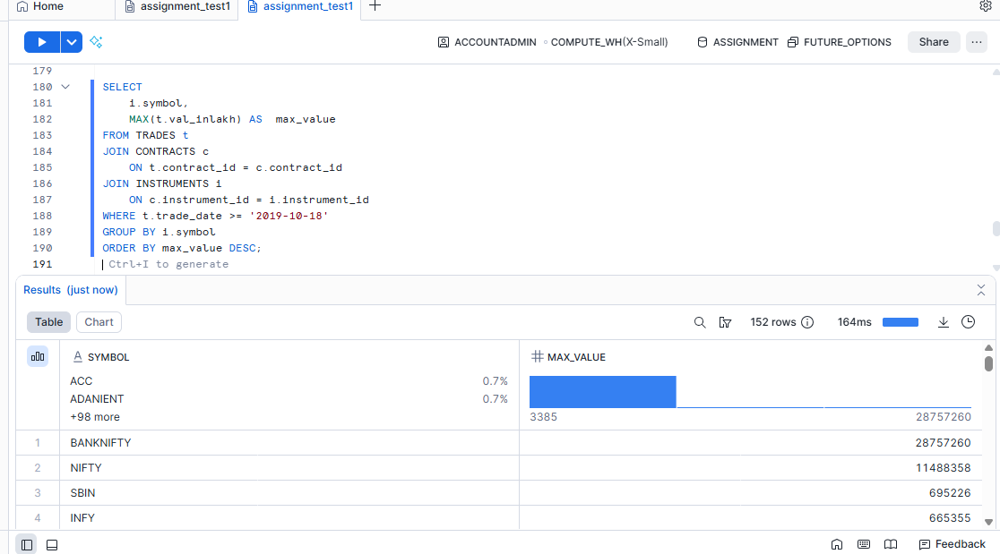 Home
assignment_test1
assignment_test1
ACCOUNTADMIN
COMPUTE_WH(X-Small)
ASSIGNMENT
FUTURE_OPTIONS
Share
179
180 SELECT
181 i.symbol,
182 MAX(t.val_inlakh) AS  max_value
183 FROM TRADES t
184 JOIN CONTRACTS c
185 ON t.contract_id = c.contract_id
186 JOIN INSTRUMENTS i
187 ON c.instrument_id = i.instrument_id
188 WHERE t.trade_date >= '2019-10-18'
189 GROUP BY i.symbol
190 ORDER BY max_value DESC;
191 Ctrl+I to generate
Results (just now)
Table
Chart
152 rows
164ms
SYMBOL
MAX_VALUE
ACC 0.7%
ADANIENT 0.7%
+98 more
3385 28757260
1 BANKNIFTY 28757260
2 NIFTY 11488358
3 SBIN 695226
4 INFY 665355
Feedback